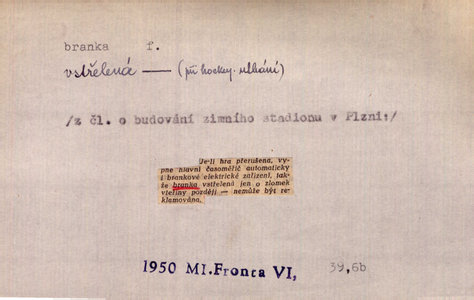 branka f.
vstřelená — (při hockey. utkání)
/z čl. o budování zimního stadionu v Plzni:/
Je-li hra přerušena, vy-
pne hlavní časoměřič automaticky
i brankové elektrické zařízení, tak-
že branka vstřelená jen o zlomek
vteřiny později — nemůže být re-
klamována.
1950 Ml.Fronta VI, 39,6b